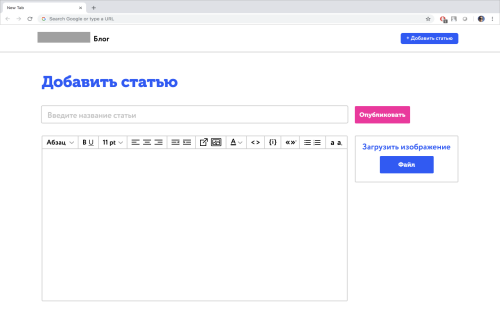 New Tab
Search Google or type a URL
Блог
+ Добавить статью
Добавить статью
Введите название статьи
Опубликовать
Абзац B U 11 pt A < > {i} «» a a
Загрузить изображение
Файл